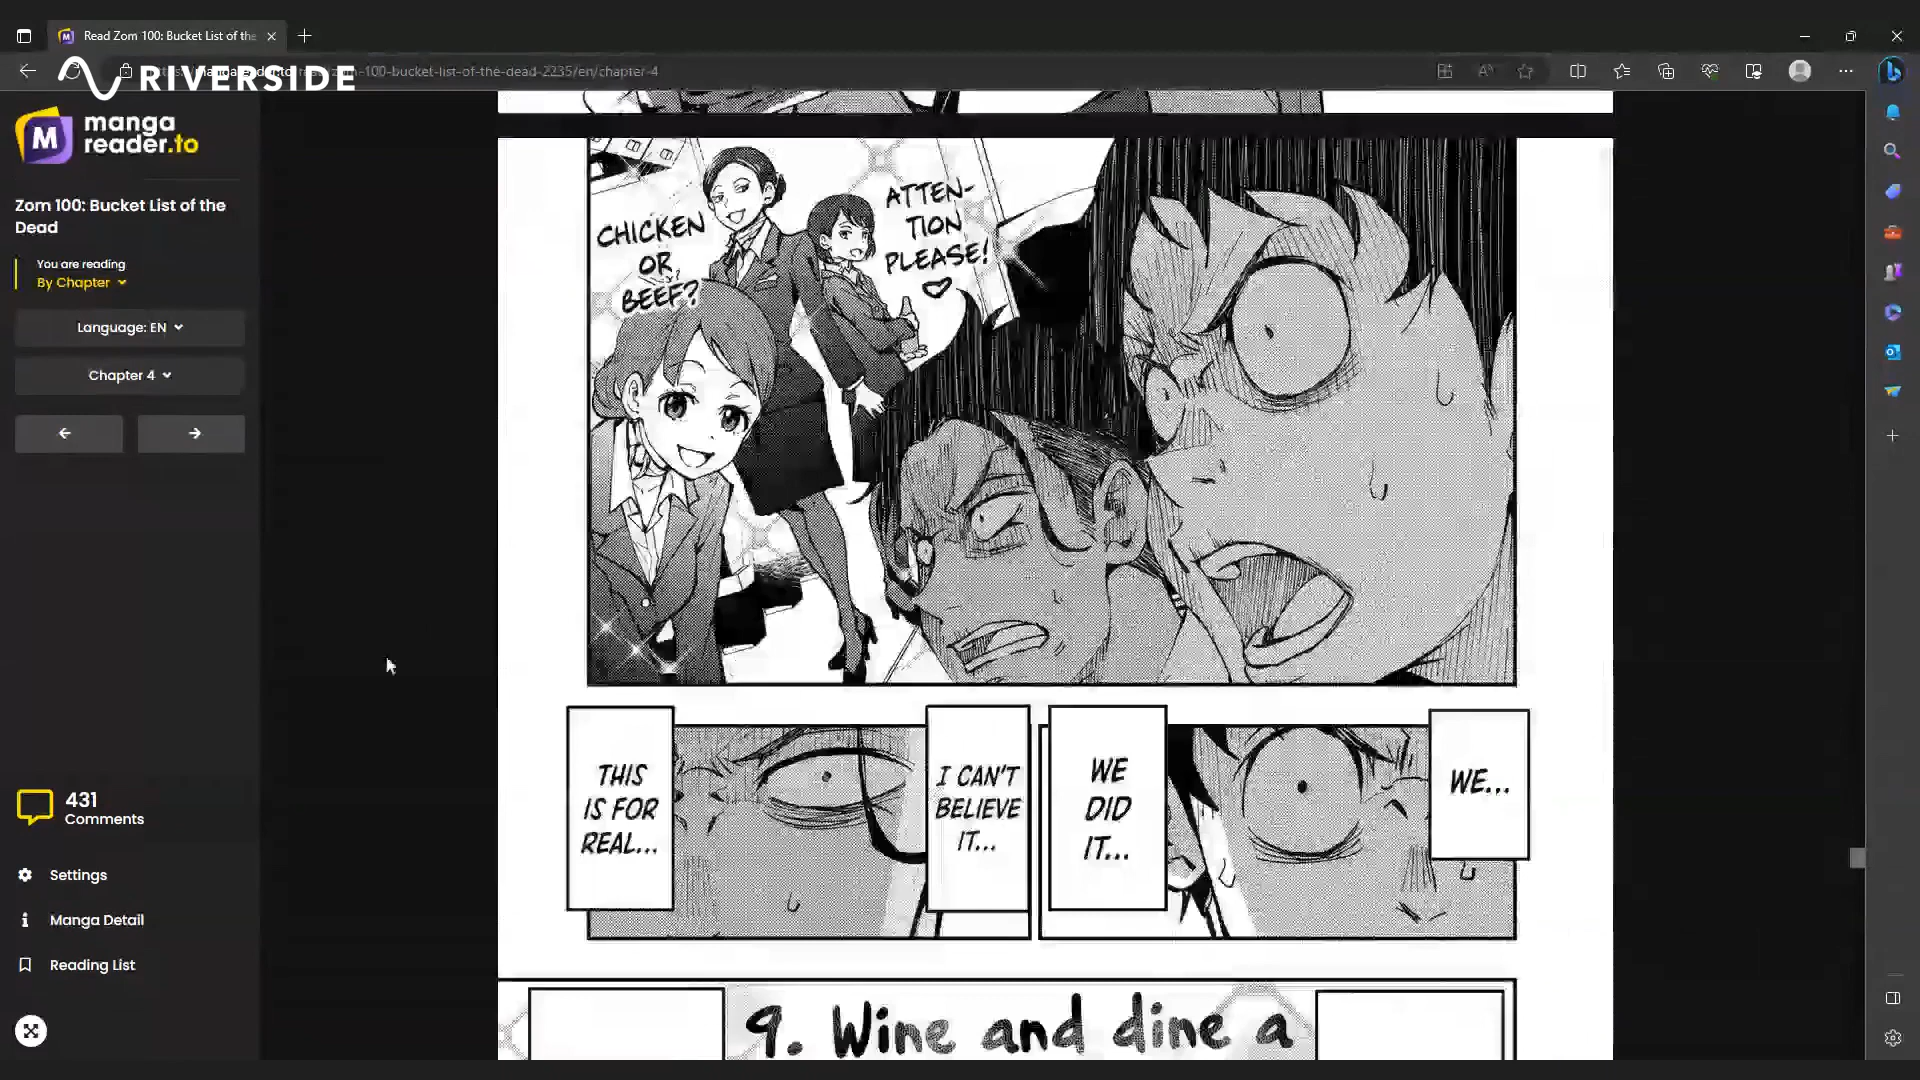 Read Zom 100: Bucket List of the
RIVERSIDE
zom-100-bucket-list-of-the-dead-2235/en/chapter-4
manga
reader.to
Zom 100: Bucket List of the
Dead
You are reading
By Chapter
Language: EN
Chapter 4
431
Comments
Settings
Manga Detail
Reading List
ATTEN-
TION
PLEASE!
CHICKEN
OR
BEEF?
WE...
WE
DID
IT...
I CAN'T
BELIEVE
IT...
THIS
IS FOR
REAL...
9. Wine and dine a